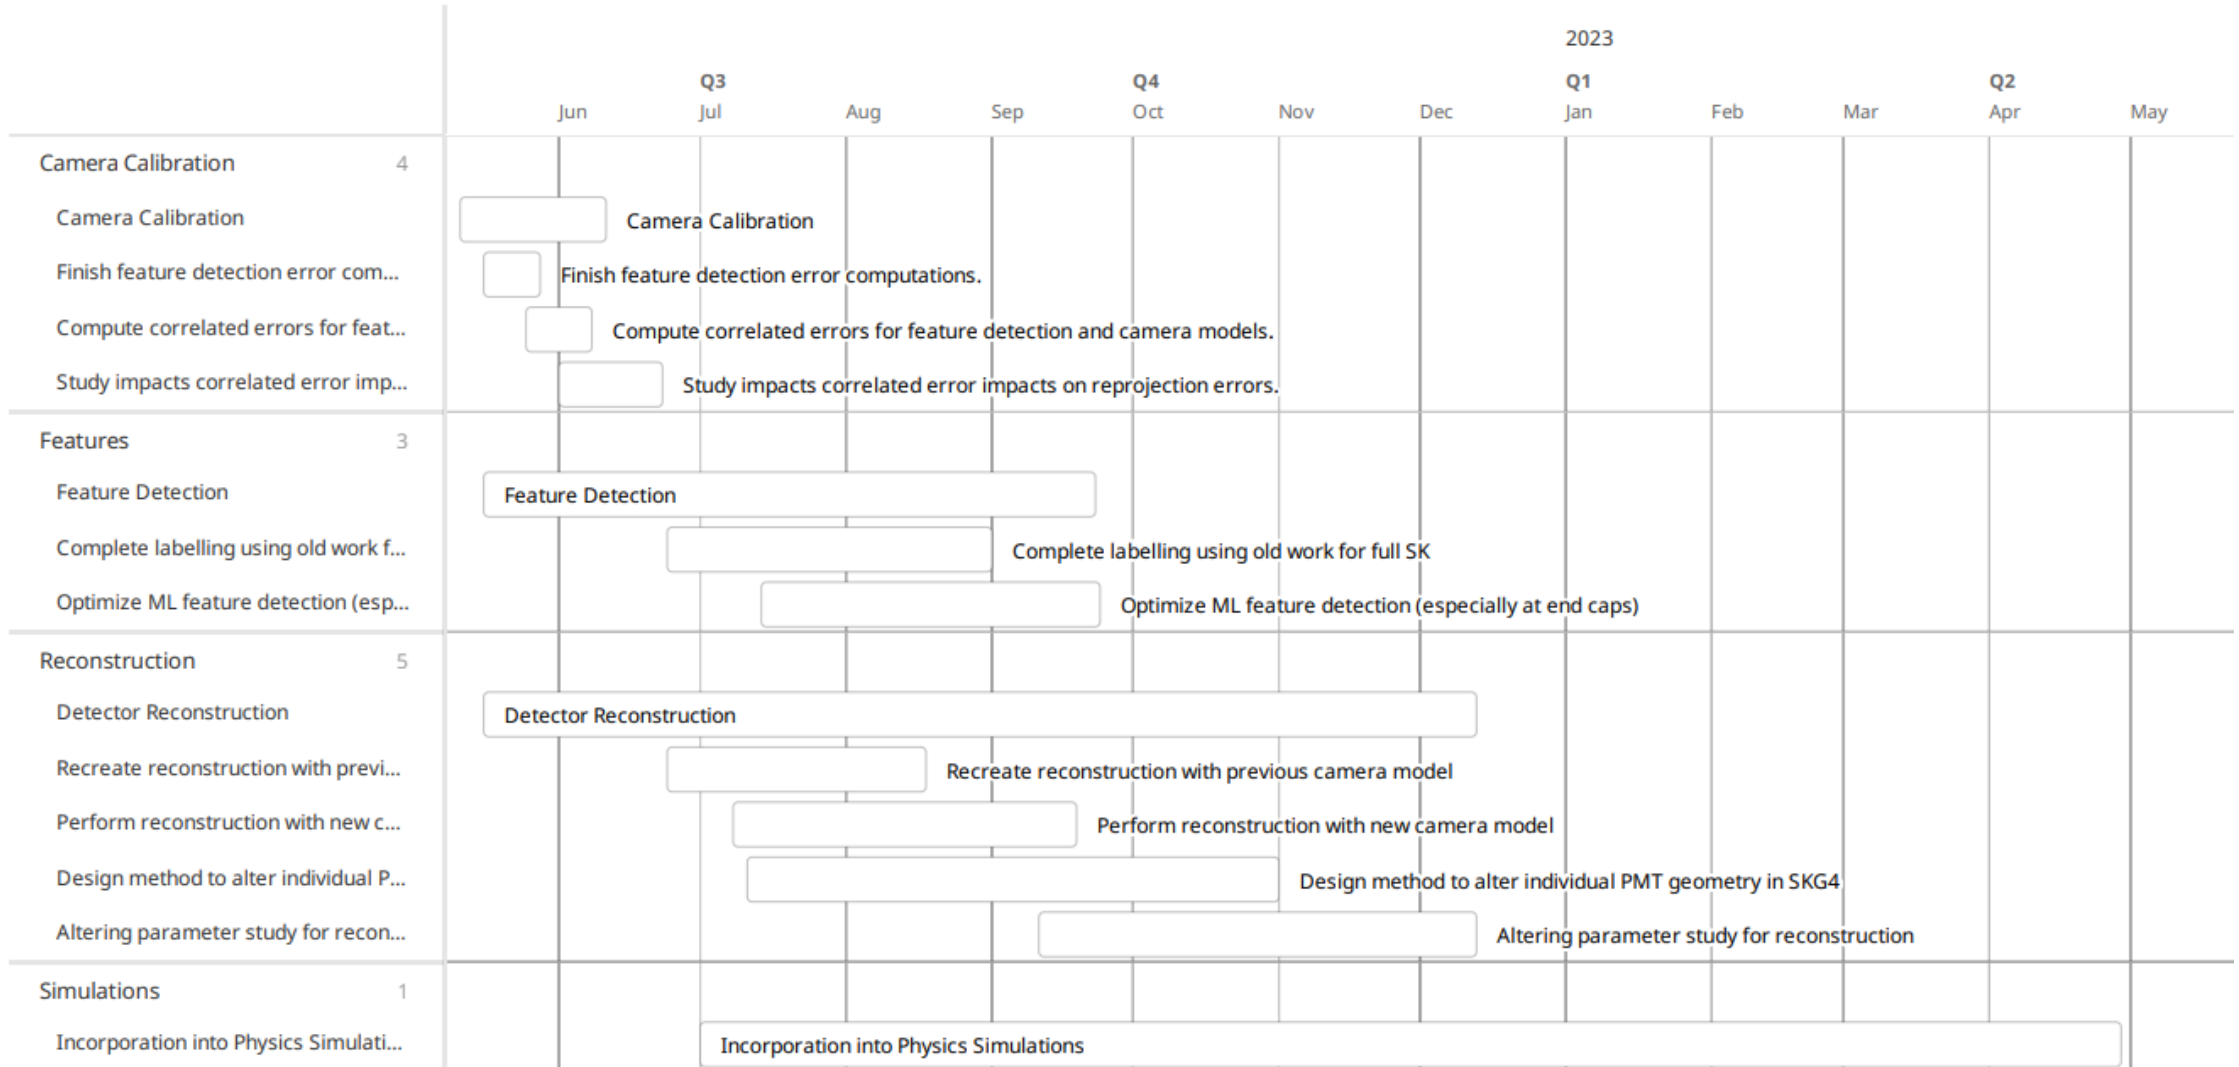 2023
Q3 Q4 Q1 Q2
Jun Jul Aug Sep Oct Nov Dec Jan Feb Mar Apr May
Camera Calibration 4
Camera Calibration Camera Calibration
Finish feature detection error com... Finish feature detection error computations.
Compute correlated errors for feat... Compute correlated errors for feature detection and camera models.
Study impacts correlated error imp... Study impacts correlated error impacts on reprojection errors.
Features 3
Feature Detection Feature Detection
Complete labelling using old work f... Complete labelling using old work for full SK
Optimize ML feature detection (esp... Optimize ML feature detection (especially at end caps)
Reconstruction 5
Detector Reconstruction Detector Reconstruction
Recreate reconstruction with previ... Recreate reconstruction with previous camera model
Perform reconstruction with new c... Perform reconstruction with new camera model
Design method to alter individual P... Design method to alter individual PMT geometry in SKG4
Altering parameter study for recon... Altering parameter study for reconstruction
Simulations 1
Incorporation into Physics Simulati... Incorporation into Physics Simulations